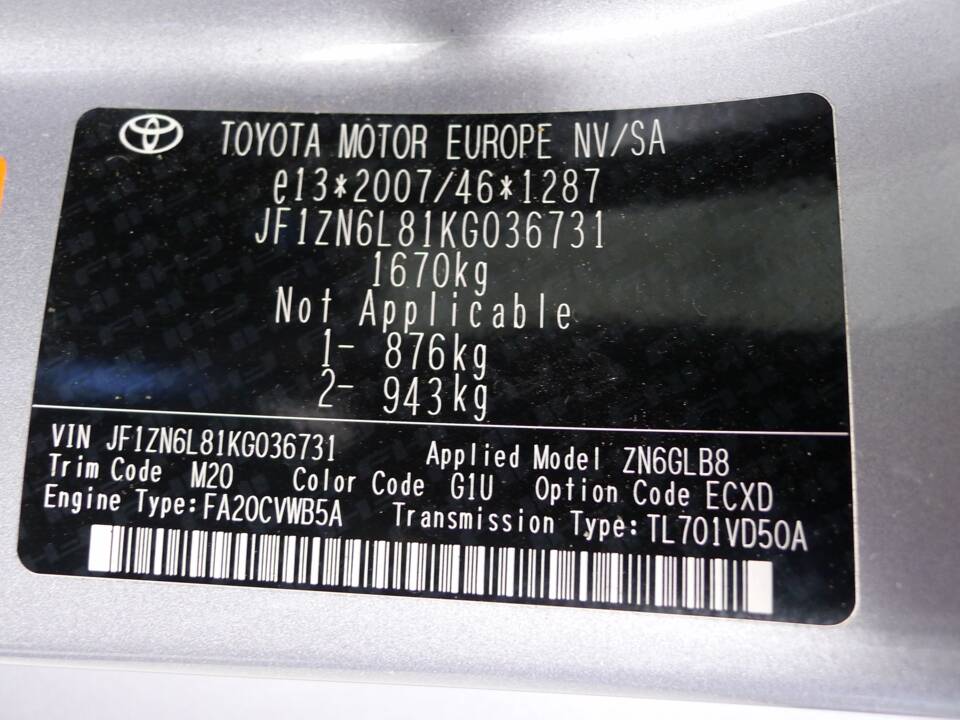 TOYOTA MOTOR EUROPE NV/SA
e13*2007/46*1287
JF1ZN6L81KG036731
1670kg
Not Applicable
1- 876kg
2- 943kg
VIN JF1ZN6L81KG036731 Applied Model ZN6GLB8
Trim Code M20 Color Code G1U Option Code ECXD
Engine Type:FA20CVWB5A Transmission Type:TL701VD50A